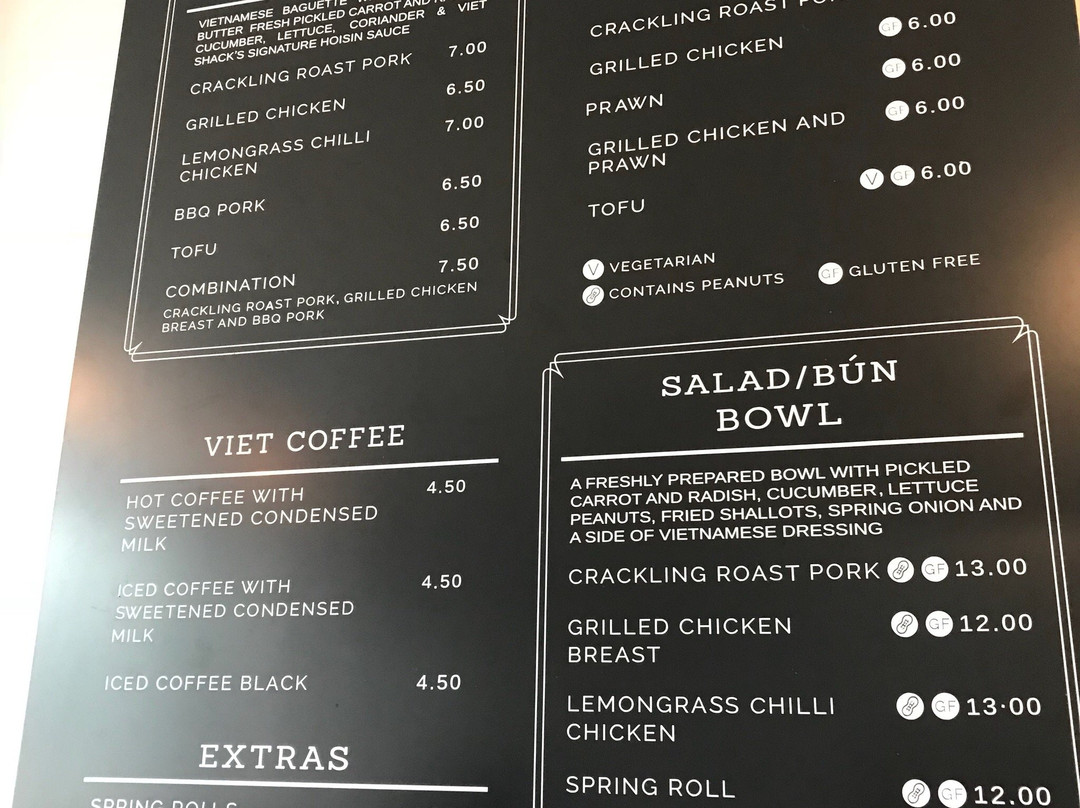 VIETNAMESE BAGUETTE
BUTTER FRESH PICKLED CARROT AND
CUCUMBER, LETTUCE, CORIANDER & VIET
SHACK'S SIGNATURE HOISIN SAUCE
CRACKLING ROAST PORK 7.00
GRILLED CHICKEN 6.50
LEMONGRASS CHILLI 7.00
CHICKEN
BBQ PORK 6.50
TOFU 6.50
COMBINATION 7.50
CRACKLING ROAST PORK, GRILLED CHICKEN
BREAST AND BBQ PORK
VIET COFFEE
HOT COFFEE WITH 4.50
SWEETENED CONDENSED
MILK
ICED COFFEE WITH 4.50
SWEETENED CONDENSED
MILK
ICED COFFEE BLACK 4.50
EXTRAS
SPRING ROLLS
CRACKLING ROAST
GF 6.00
GRILLED CHICKEN
GF 6.00
PRAWN
GF 6.00
GRILLED CHICKEN AND
PRAWN
V GF 6.00
TOFU
V VEGETARIAN
CONTAINS PEANUTS GF GLUTEN FREE
SALAD/BÚN
BOWL
A FRESHLY PREPARED BOWL WITH PICKLED
CARROT AND RADISH, CUCUMBER, LETTUCE
PEANUTS, FRIED SHALLOTS, SPRING ONION AND
A SIDE OF VIETNAMESE DRESSING
CRACKLING ROAST PORK GF 13.00
GRILLED CHICKEN GF 12.00
BREAST
LEMONGRASS CHILLI GF 13·00
CHICKEN
SPRING ROLL GF 12.00